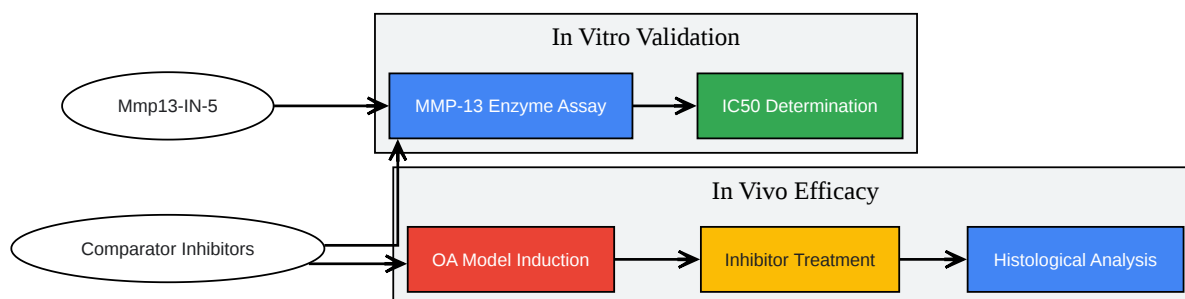 In Vitro Validation
Mmp13-IN-5
MMP-13 Enzyme Assay
IC50 Determination
In Vivo Efficacy
Comparator Inhibitors
OA Model Induction
Inhibitor Treatment
Histological Analysis